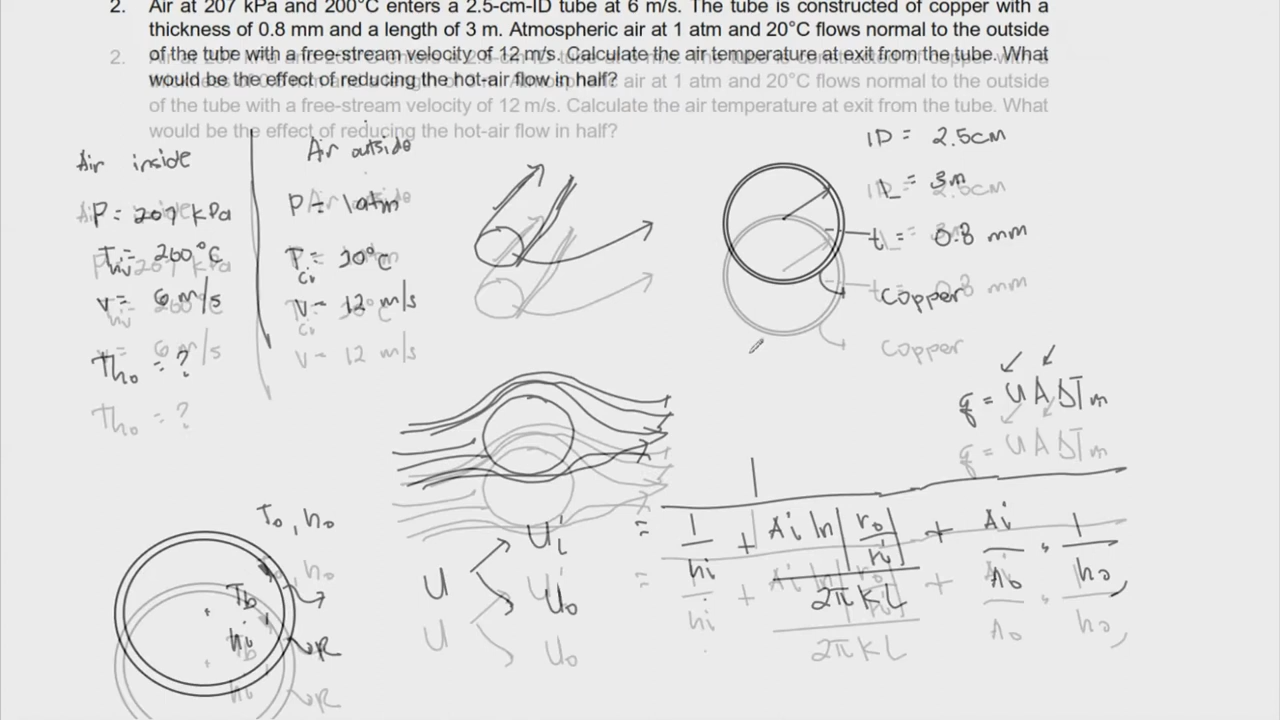 2. Air at 207 kPa and 200°C enters a 2.5-cm-ID tube at 6 m/s. The tube is constructed of copper with a
thickness of 0.8 mm and a length of 3 m. Atmospheric air at 1 atm and 20°C flows normal to the outside
of the tube with a free-stream velocity of 12 m/s. Calculate the air temperature at exit from the tube. What
would be the effect of reducing the hot-air flow in half?
Air inside
P = 207 kPa
Thi = 200°C
v = 6 m/s
Tho = ?
Air outside
P = 1 atm
Tci = 20°C
v = 12 m/s
ID = 2.5cm
L = 3m
t = 0.8 mm
copper
q = UAΔTm
To, ho
Tb,
hi
R
U
Ui
Uo
= 1
1/hi + Ai ln|ro/ri| / 2πkL + Ai/Ao · 1/ho,